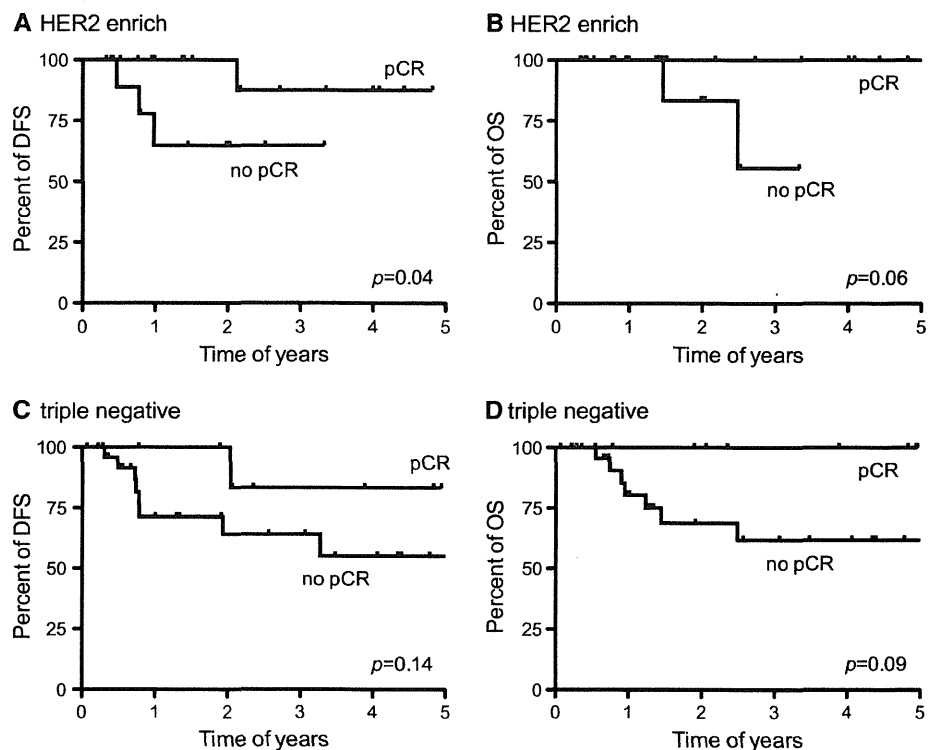 A HER2 enrich
Percent of DFS
100
75
50
25
0
pCR
no pCR
p=0.04
0 1 2 3 4 5
Time of years
B HER2 enrich
Percent of OS
100
75
50
25
0
pCR
no pCR
p=0.06
0 1 2 3 4 5
Time of years
C triple negative
Percent of DFS
100
75
50
25
0
pCR
no pCR
p=0.14
0 1 2 3 4 5
Time of years
D triple negative
Percent of OS
100
75
50
25
0
pCR
no pCR
p=0.09
0 1 2 3 4 5
Time of years